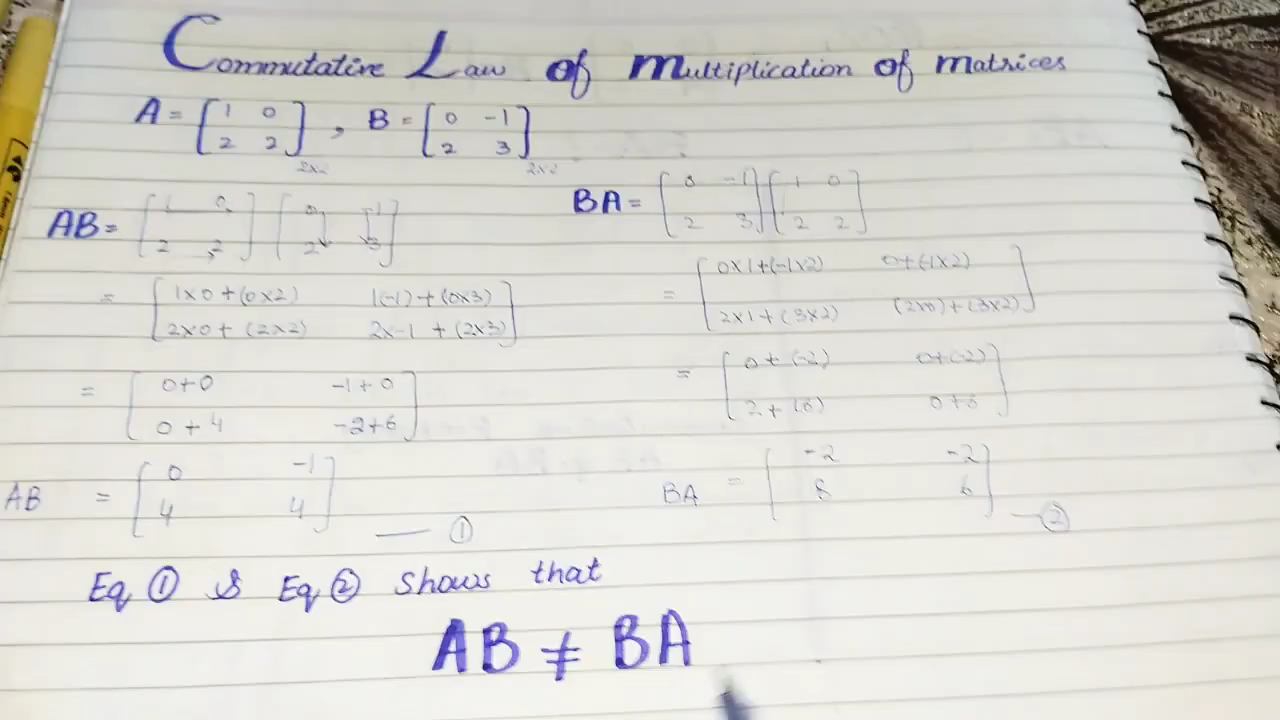 Commutative Law of Multiplication of matrices
A = [ 1 0 ; 2 2 ] 2x2 , B = [ 0 -1 ; 2 3 ] 2x2
AB = [ 1 0 ; 2 2 ] [ 0 -1 ; 2 3 ]
= [ 1x0+(0x2) 1(-1)+(0x3) ; 2x0+(2x2) 2x-1+(2x3) ]
= [ 0+0 -1+0 ; 0+4 -2+6 ]
AB = [ 0 -1 ; 4 4 ] — ①
BA = [ 0 -1 ; 2 3 ] [ 1 0 ; 2 2 ]
= [ 0x1+(-1x2) 0+(-1x2) ; 2x1+(3x2) (2x0)+(3x2) ]
= [ 0+(-2) 0+(-2) ; 2+(6) 0+6 ]
BA = [ -2 -2 ; 8 6 ] — ②
Eq ① & Eq ② Shows that
AB ≠ BA